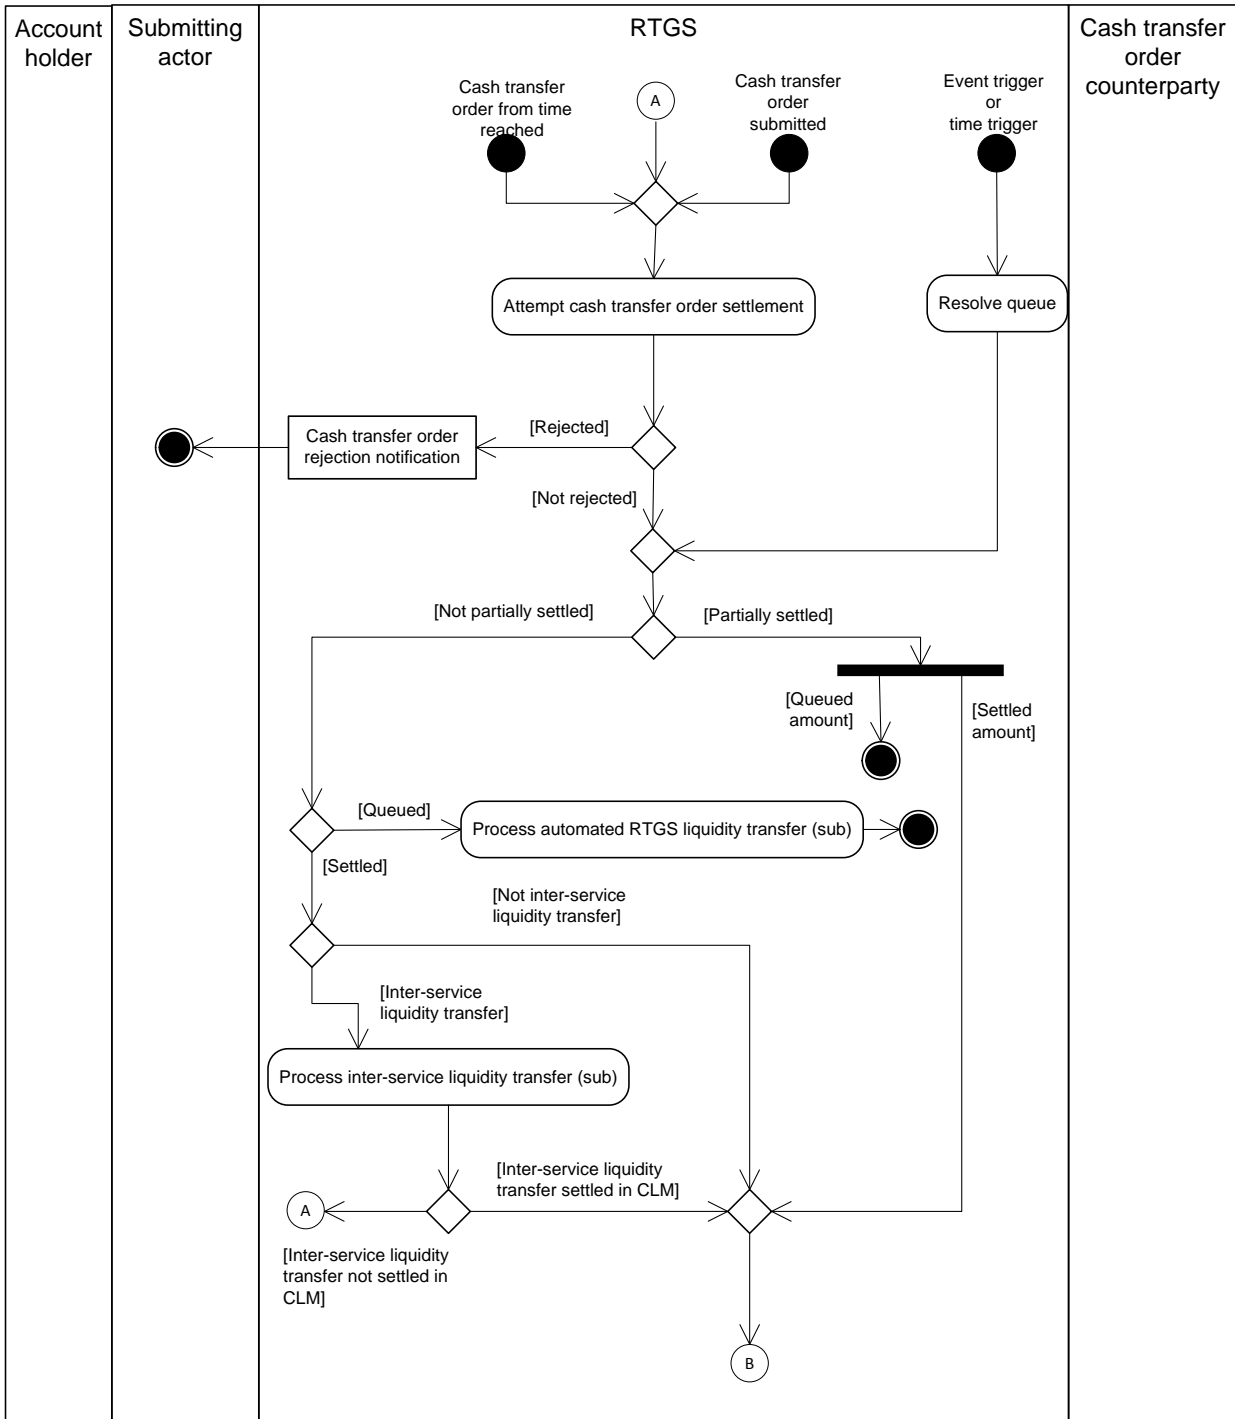 Account
holder
Submitting
actor
RTGS
Cash transfer
order
counterparty
Cash transfer
order from time
reached
A
Cash transfer
order
submitted
Event trigger
or
time trigger
Attempt cash transfer order settlement
Resolve queue
Cash transfer order
rejection notification
[Rejected]
[Not rejected]
[Not partially settled]
[Partially settled]
[Queued
amount]
[Settled
amount]
[Queued]
Process automated RTGS liquidity transfer (sub)
[Settled]
[Not inter-service
liquidity transfer]
[Inter-service
liquidity transfer]
Process inter-service liquidity transfer (sub)
[Inter-service liquidity
transfer settled in CLM]
A
[Inter-service liquidity
transfer not settled in
CLM]
B